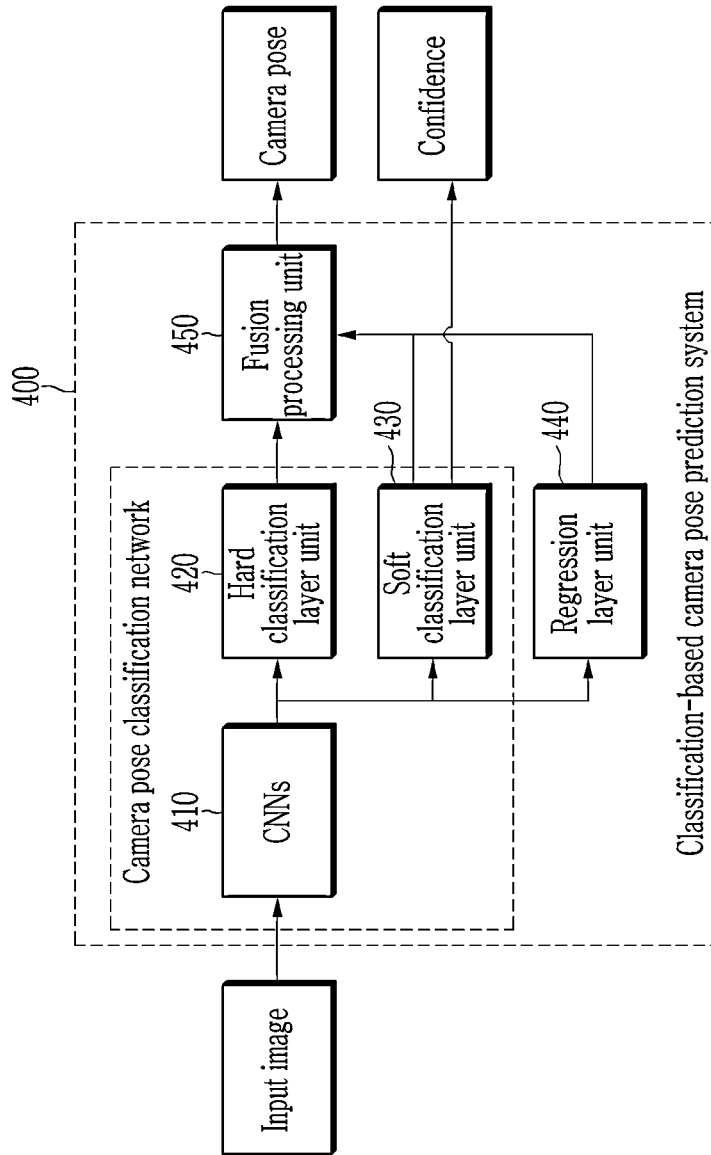 400
Camera pose classification network
Input image
410
CNNs
420
Hard
classification
layer unit
430
Soft
classification
layer unit
440
Regression
layer unit
450
Fusion
processing unit
Camera pose
Confidence
Classification-based camera pose prediction system